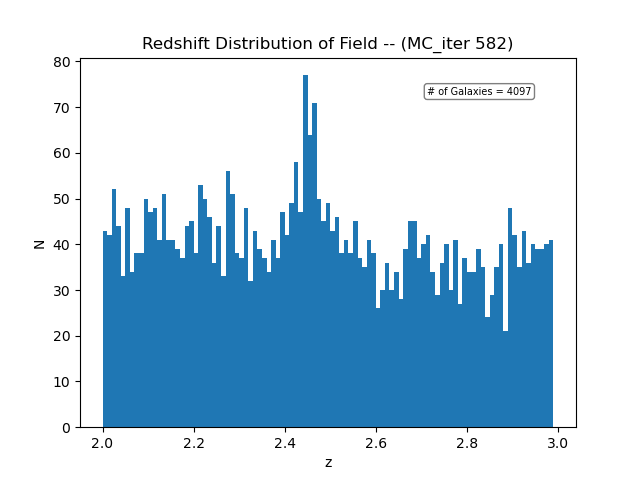 Redshift Distribution of Field -- (MC_iter 582)
# of Galaxies = 4097
80
70
60
50
40
30
20
10
0
N
2.0 2.2 2.4 2.6 2.8 3.0
z